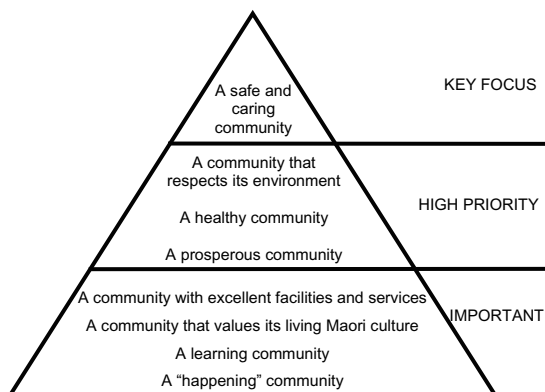 A safe and
caring
community
KEY FOCUS
A community that
respects its environment
A healthy community
A prosperous community
HIGH PRIORITY
A community with excellent facilities and services
A community that values its living Maori culture
A learning community
A “happening” community
IMPORTANT